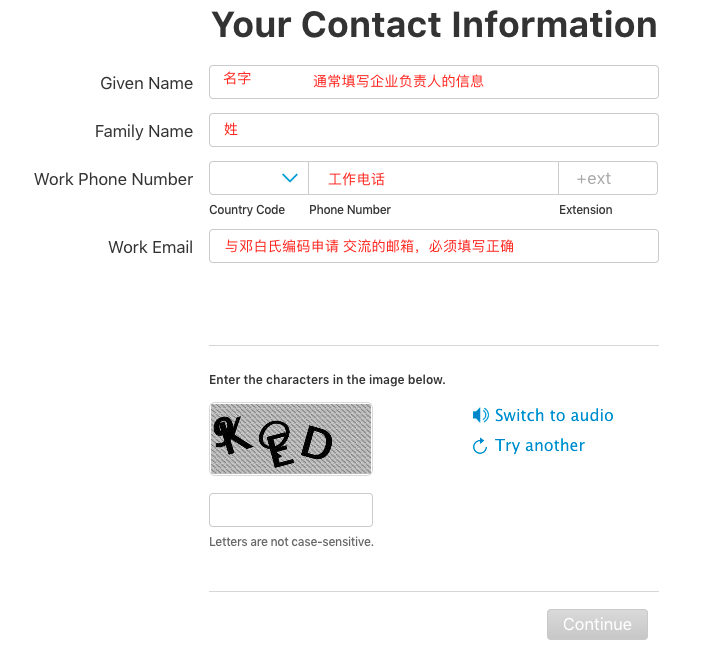 Your Contact Information
Given Name 名字 通常填写企业负责人的信息
Family Name 姓
Work Phone Number 工作电话 +ext
Country Code Phone Number Extension
Work Email 与邓白氏编码申请 交流的邮箱，必须填写正确
Enter the characters in the image below.
Switch to audio
Try another
Letters are not case-sensitive.
Continue